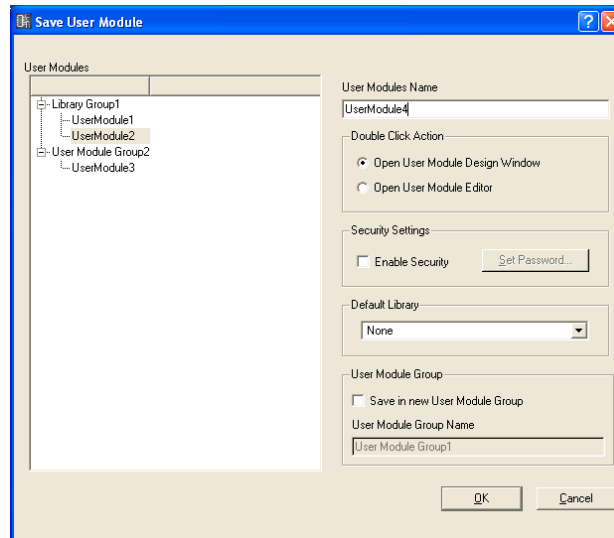 Save User Module
User Modules
Library Group1
UserModule1
UserModule2
User Module Group2
UserModule3
User Modules Name
UserModule4
Double Click Action
Open User Module Design Window
Open User Module Editor
Security Settings
Enable Security
Set Password...
Default Library
None
User Module Group
Save in new User Module Group
User Module Group Name
User Module Group1
OK
Cancel